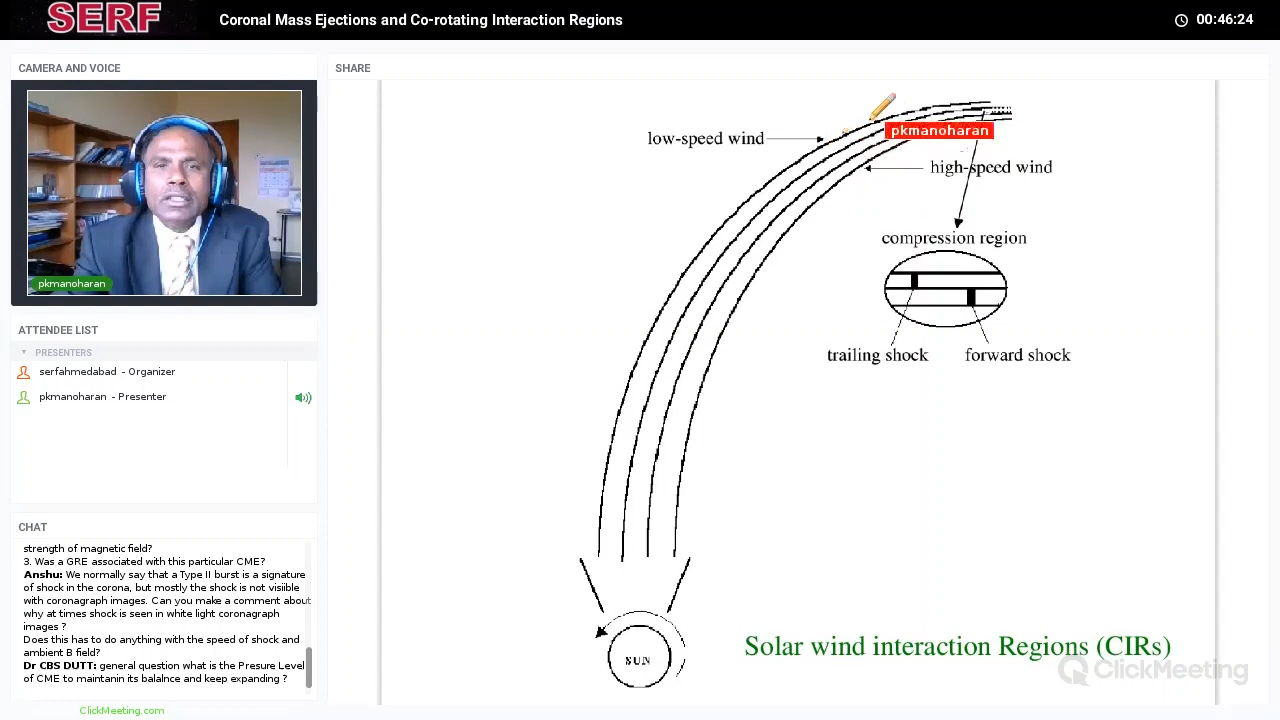 SERF
Coronal Mass Ejections and Co-rotating Interaction Regions
00:46:24
CAMERA AND VOICE
pkmanoharan
ATTENDEE LIST
PRESENTERS
serfahmedabad - Organizer
pkmanoharan - Presenter
CHAT
strength of magnetic field?
3. Was a GRE associated with this particular CME?
Anshu: We normally say that a Type II burst is a signature
of shock in the corona, but mostly the shock is not visiible
with coronagraph images. Can you make a comment about
why at times shock is seen in white light coronagraph
images ?
Does this has to do anything with the speed of shock and
ambient B field?
Dr CBS DUTT: general question what is the Presure Level
of CME to maintanin its balalnce and keep expanding ?
ClickMeeting.com
SHARE
low-speed wind
pkmanoharan
high-speed wind
compression region
trailing shock
forward shock
SUN
Solar wind interaction Regions (CIRs)
ClickMeeting